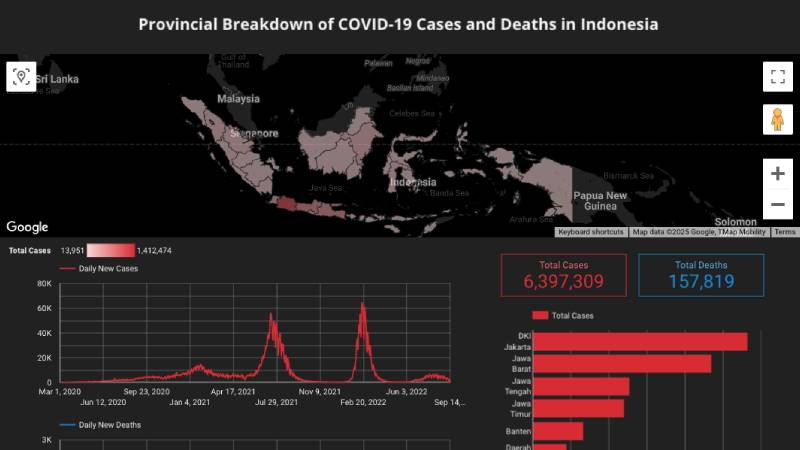 Provincial Breakdown of COVID-19 Cases and Deaths in Indonesia
Gulf of
Thailand
Palawan
Negros
Mindanao
Basilan Island
Sri Lanka
Malaysia
Celebes Sea
Singapore
Java Sea
Indonesia
Banda Sea
Bismarck Sea
Papua New
Guinea
Arafura Sea
Solomon
Google
Keyboard shortcuts
Map data ©2025 Google, TMap Mobility
Terms
Total Cases 13,951 1,412,474
Daily New Cases
80K
60K
40K
20K
0
Mar 1, 2020
Jun 12, 2020
Sep 23, 2020
Jan 4, 2021
Apr 17, 2021
Jul 29, 2021
Nov 9, 2021
Feb 20, 2022
Jun 3, 2022
Sep 14,...
Daily New Deaths
3K
Total Cases
6,397,309
Total Deaths
157,819
Total Cases
DKI
Jakarta
Jawa
Barat
Jawa
Tengah
Jawa
Timur
Banten
Daerah